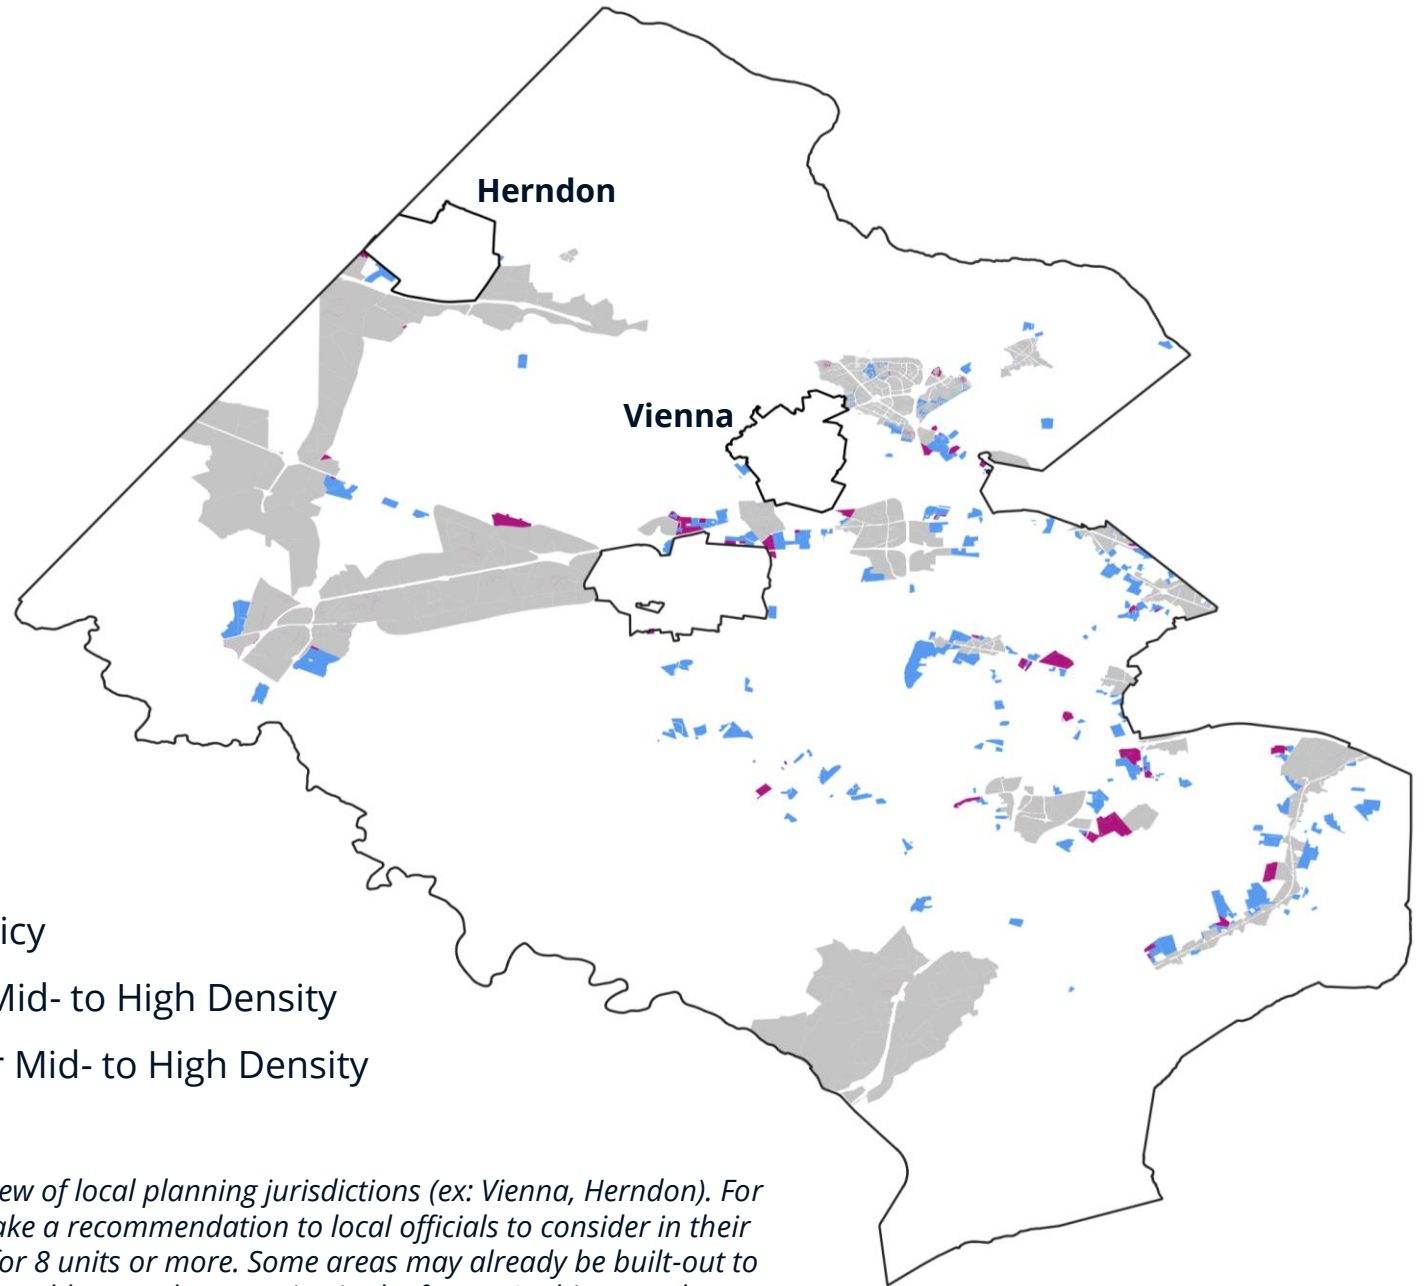 Herndon
Vienna
icy
Mid- to High Density
r Mid- to High Density
ew of local planning jurisdictions (ex: Vienna, Herndon). For
ake a recommendation to local officials to consider in their
for 8 units or more. Some areas may already be built-out to